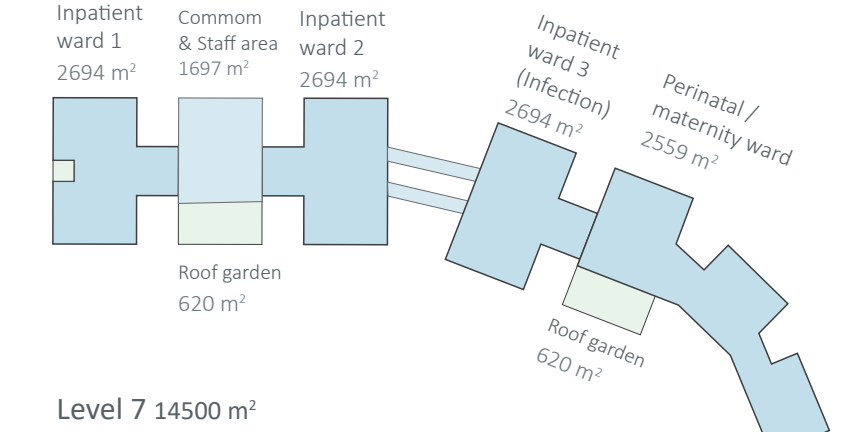 Inpatient
ward 1
2694 m²
Commom
& Staff area
1697 m²
Inpatient
ward 2
2694 m²
Inpatient
ward 3
(Infection)
2694 m²
Perinatal /
maternity ward
2559 m²
Roof garden
620 m²
Roof garden
620 m²
Level 7 14500 m²